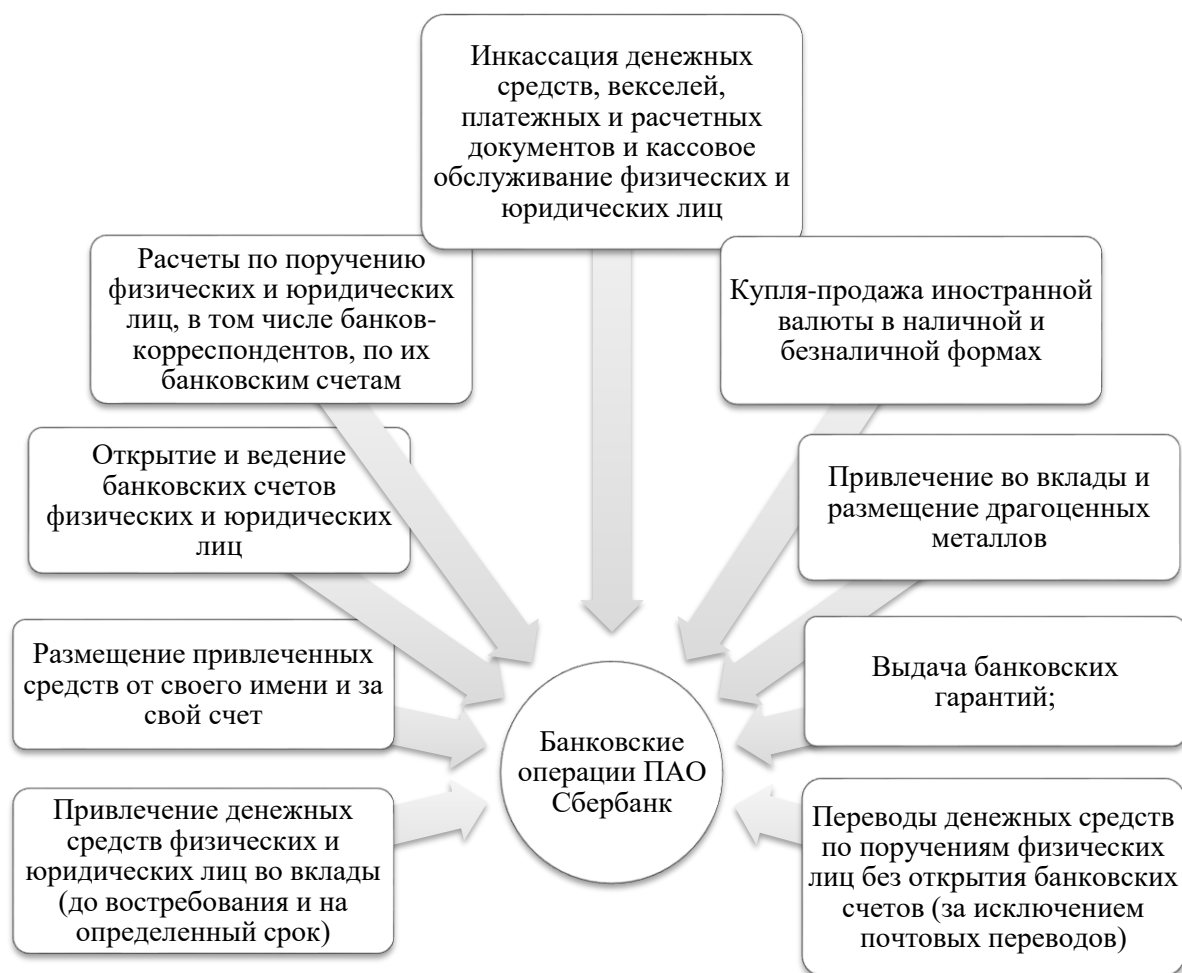 Инкассация денежных
средств, векселей,
платежных и расчетных
документов и кассовое
обслуживание физических и
юридических лиц
Расчеты по поручению
физических и юридических
лиц, в том числе банков-
корреспондентов, по их
банковским счетам
Купля-продажа иностранной
валюты в наличной и
безналичной формах
Открытие и ведение
банковских счетов
физических и юридических
лиц
Привлечение во вклады и
размещение драгоценных
металлов
Размещение привлеченных
средств от своего имени и за
свой счет
Выдача банковских
гарантий;
Банковские
операции ПАО
Сбербанк
Привлечение денежных
средств физических и
юридических лиц во вклады
(до востребования и на
определенный срок)
Переводы денежных средств
по поручениям физических
лиц без открытия банковских
счетов (за исключением
почтовых переводов)